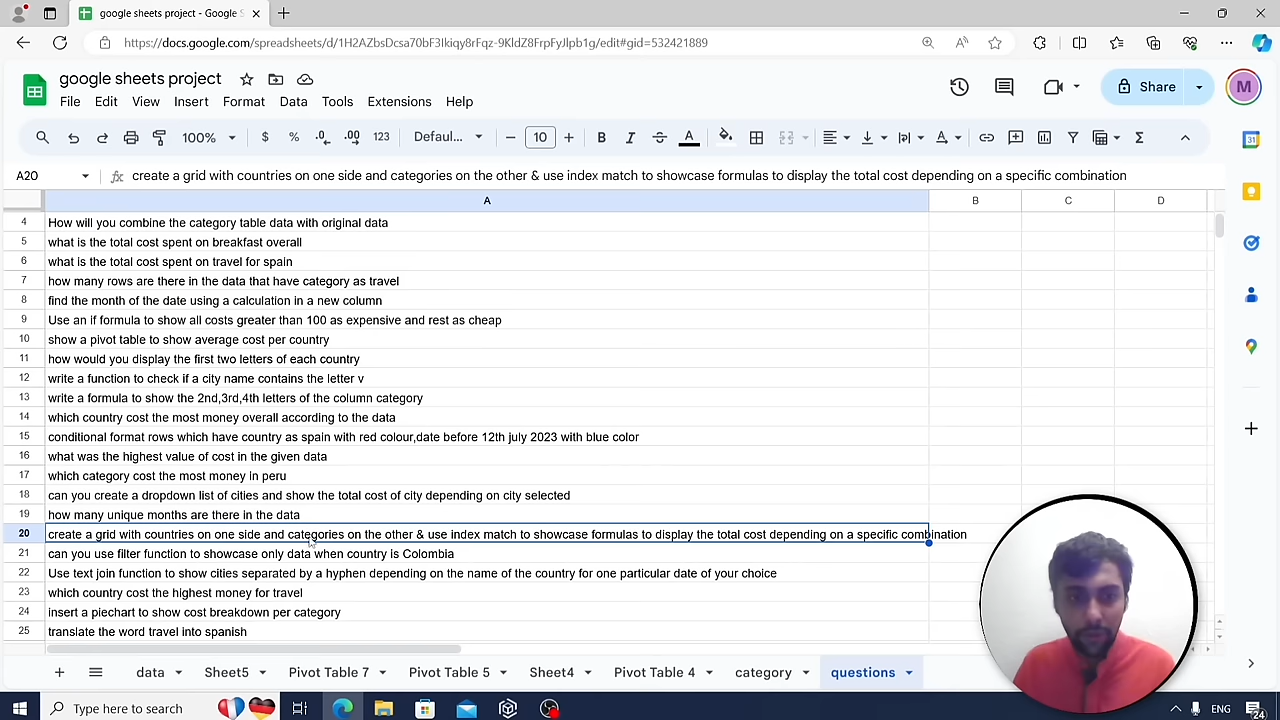 google sheets project - Google S
https://docs.google.com/spreadsheets/d/1H2AZbsDcsa70bF3Ikiqy8rFqz-9KldZ8FrpFyJlpb1g/edit#gid=532421889
google sheets project
File Edit View Insert Format Data Tools Extensions Help
Share
M
100% $ % .0 .00 123 Defaul... 10 B I A
A20 fx create a grid with countries on one side and categories on the other & use index match to showcase formulas to display the total cost depending on a specific combination
A B C D
4 How will you combine the category table data with original data
5 what is the total cost spent on breakfast overall
6 what is the total cost spent on travel for spain
7 how many rows are there in the data that have category as travel
8 find the month of the date using a calculation in a new column
9 Use an if formula to show all costs greater than 100 as expensive and rest as cheap
10 show a pivot table to show average cost per country
11 how would you display the first two letters of each country
12 write a function to check if a city name contains the letter v
13 write a formula to show the 2nd,3rd,4th letters of the column category
14 which country cost the most money overall according to the data
15 conditional format rows which have country as spain with red colour,date before 12th july 2023 with blue color
16 what was the highest value of cost in the given data
17 which category cost the most money in peru
18 can you create a dropdown list of cities and show the total cost of city depending on city selected
19 how many unique months are there in the data
20 create a grid with countries on one side and categories on the other & use index match to showcase formulas to display the total cost depending on a specific combination
21 can you use filter function to showcase only data when country is Colombia
22 Use text join function to show cities separated by a hyphen depending on the name of the country for one particular date of your choice
23 which country cost the highest money for travel
24 insert a piechart to show cost breakdown per category
25 translate the word travel into spanish
data Sheet5 Pivot Table 7 Pivot Table 5 Sheet4 Pivot Table 4 category questions
Type here to search
ENG
24